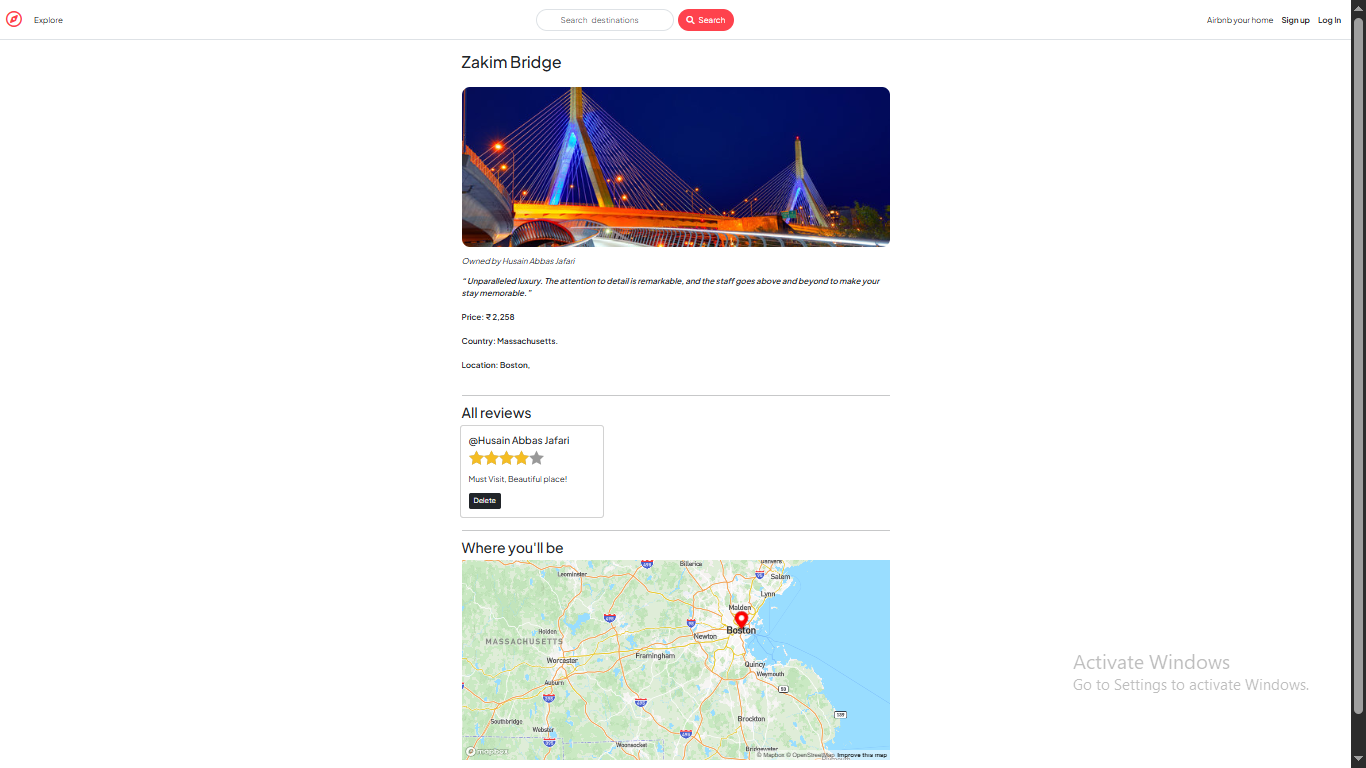 Explore
Search destinations
Search
Airbnb your home
Sign up
Log In
Zakim Bridge
Owned by Husain Abbas Jafari
" Unparalleled luxury. The attention to detail is remarkable, and the staff goes above and beyond to make your
stay memorable. "
Price: ₹ 2,258
Country: Massachusetts.
Location: Boston,
All reviews
@Husain Abbas Jafari
Must Visit, Beautiful place!
Delete
Where you'll be
Billerica
Danvers
Leominster
Salem
Lynn
Malden
Boston
Holden
Newton
MASSACHUSETTS
Framingham
Worcester
Quincy
Weymouth
Auburn
Southbridge
Brockton
Webster
Woonsocket
Bridgewater
mapbox
© Mapbox © OpenStreetMap Improve this map
Activate Windows
Go to Settings to activate Windows.